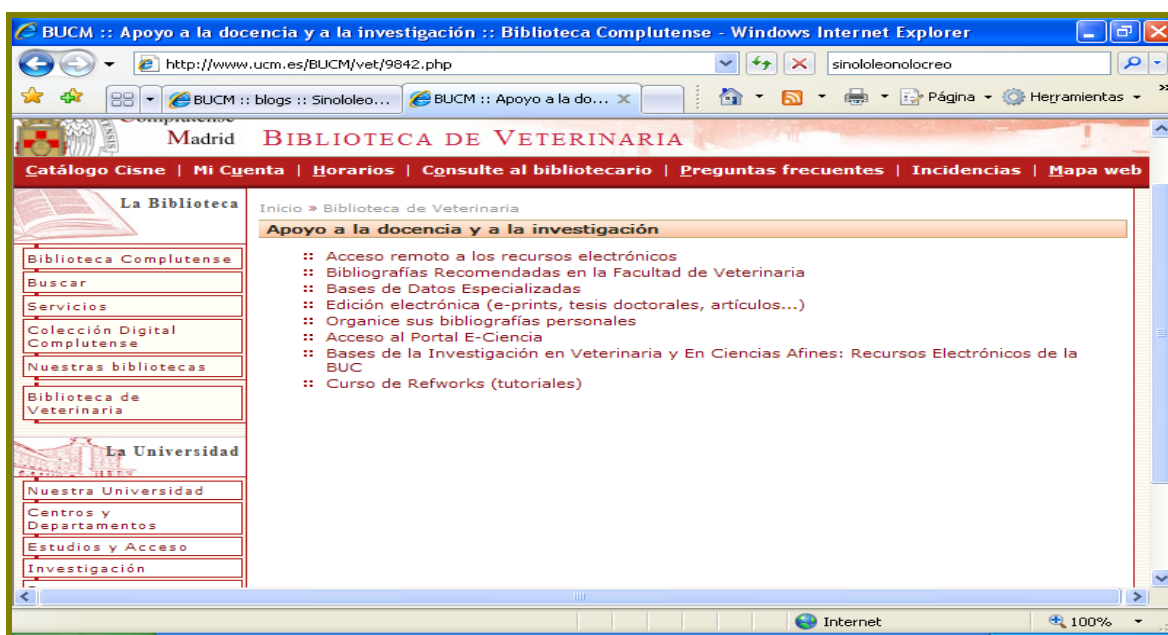 BUCM :: Apoyo a la docencia y a la investigación :: Biblioteca Complutense - Windows Internet Explorer
http://www.ucm.es/BUCM/vet/9842.php
sinololeonolocreo
BUCM :: blogs :: Sinololeo...
BUCM :: Apoyo a la do...
Página
Herramientas
Complutense
Madrid
BIBLIOTECA DE VETERINARIA
Catálogo Cisne | Mi Cuenta | Horarios | Consulte al bibliotecario | Preguntas frecuentes | Incidencias | Mapa web
La Biblioteca
Biblioteca Complutense
Buscar
Servicios
Colección Digital
Complutense
Nuestras bibliotecas
Biblioteca de
Veterinaria
La Universidad
Nuestra Universidad
Centros y
Departamentos
Estudios y Acceso
Investigación
Inicio » Biblioteca de Veterinaria
Apoyo a la docencia y a la investigación
:: Acceso remoto a los recursos electrónicos
:: Bibliografías Recomendadas en la Facultad de Veterinaria
:: Bases de Datos Especializadas
:: Edición electrónica (e-prints, tesis doctorales, artículos...)
:: Organice sus bibliografías personales
:: Acceso al Portal E-Ciencia
:: Bases de la Investigación en Veterinaria y En Ciencias Afines: Recursos Electrónicos de la
BUC
:: Curso de Refworks (tutoriales)
Internet
100%